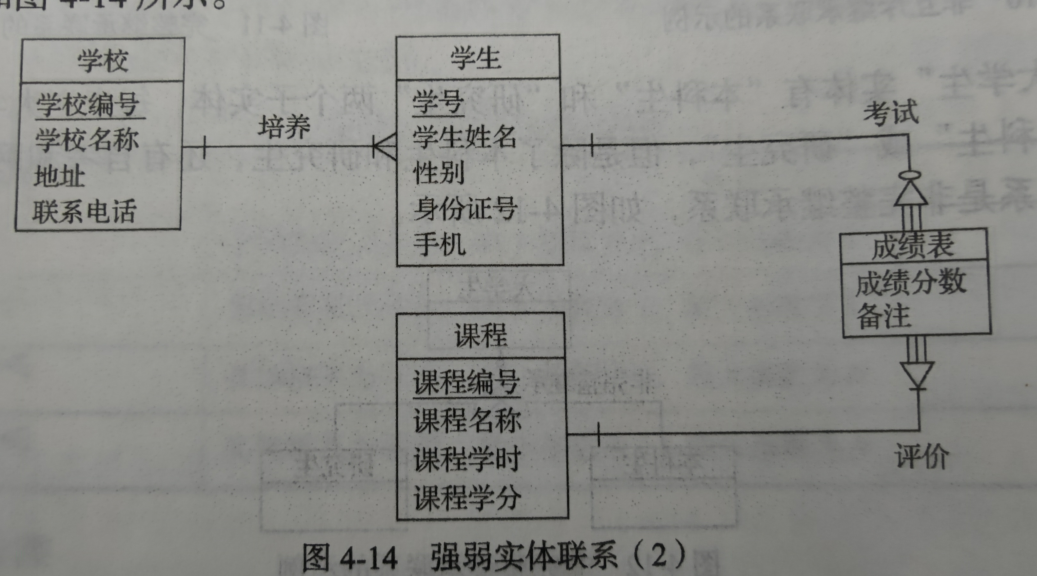 如图 4-14 所示。
学校
学校编号
学校名称
地址
联系电话
培养
学生
学号
学生姓名
性别
身份证号
手机
考试
成绩表
成绩分数
备注
课程
课程编号
课程名称
课程学时
课程学分
评价
图 4-14 强弱实体联系（2）